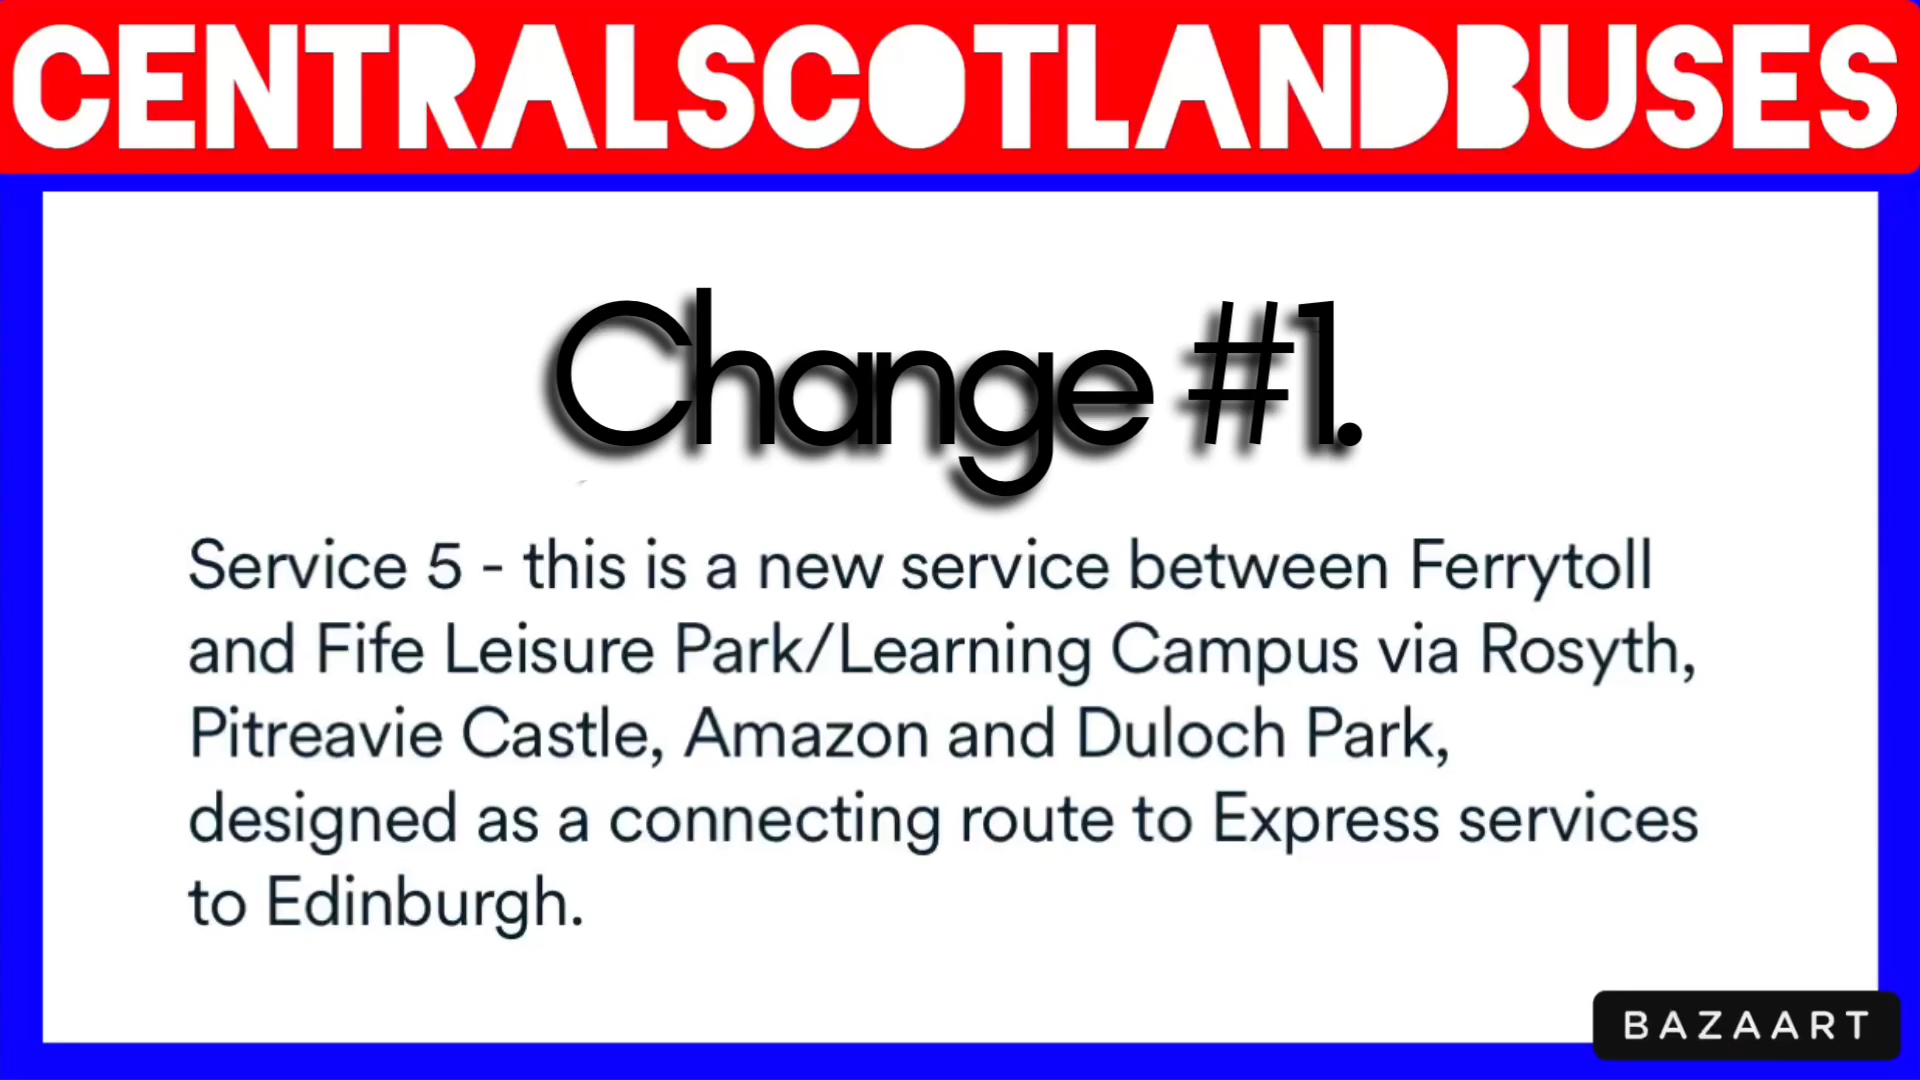 CENTRALSCOTLANDBUSES
Change #1.
Service 5 - this is a new service between Ferrytoll
and Fife Leisure Park/Learning Campus via Rosyth,
Pitreavie Castle, Amazon and Duloch Park,
designed as a connecting route to Express services
to Edinburgh.
BAZAART